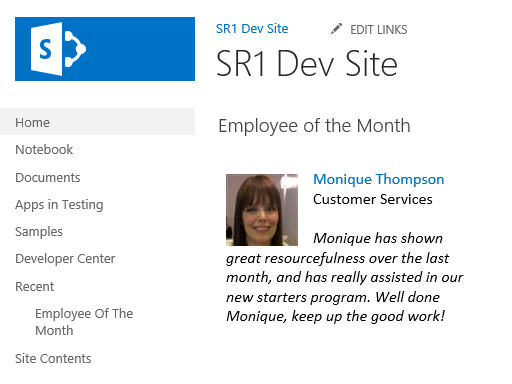 S
SR1 Dev Site
EDIT LINKS
SR1 Dev Site
Home
Notebook
Documents
Apps in Testing
Samples
Developer Center
Recent
Employee Of The
Month
Site Contents
Employee of the Month
Monique Thompson
Customer Services
Monique has shown
great resourcefulness over the last
month, and has really assisted in our
new starters program. Well done
Monique, keep up the good work!